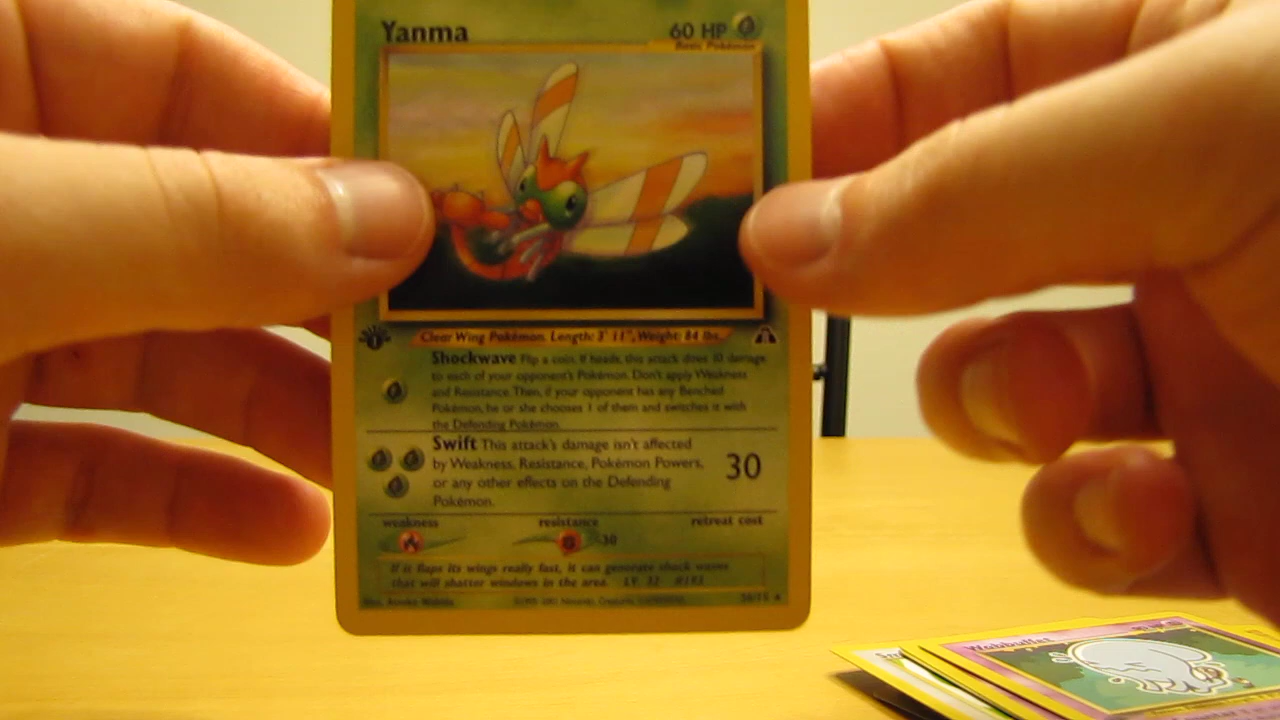 Yanma
60 HP
Basic Pokémon
Clear Wing Pokémon. Length: 3' 11", Weight: 84 lbs.
Shockwave Flip a coin. If heads, this attack does 10 damage
to each of your opponent's Pokémon. Don't apply Weakness
and Resistance. Then, if your opponent has any Benched
Pokémon, he or she chooses 1 of them and switches it with
the Defending Pokémon.
Swift This attack's damage isn't affected
by Weakness, Resistance, Pokémon Powers,
or any other effects on the Defending
Pokémon.
30
weakness
resistance
retreat cost
-30
If it flaps its wings really fast, it can generate shock waves
that will shatter windows in the area. LV. 32 #193
Wobbuffet